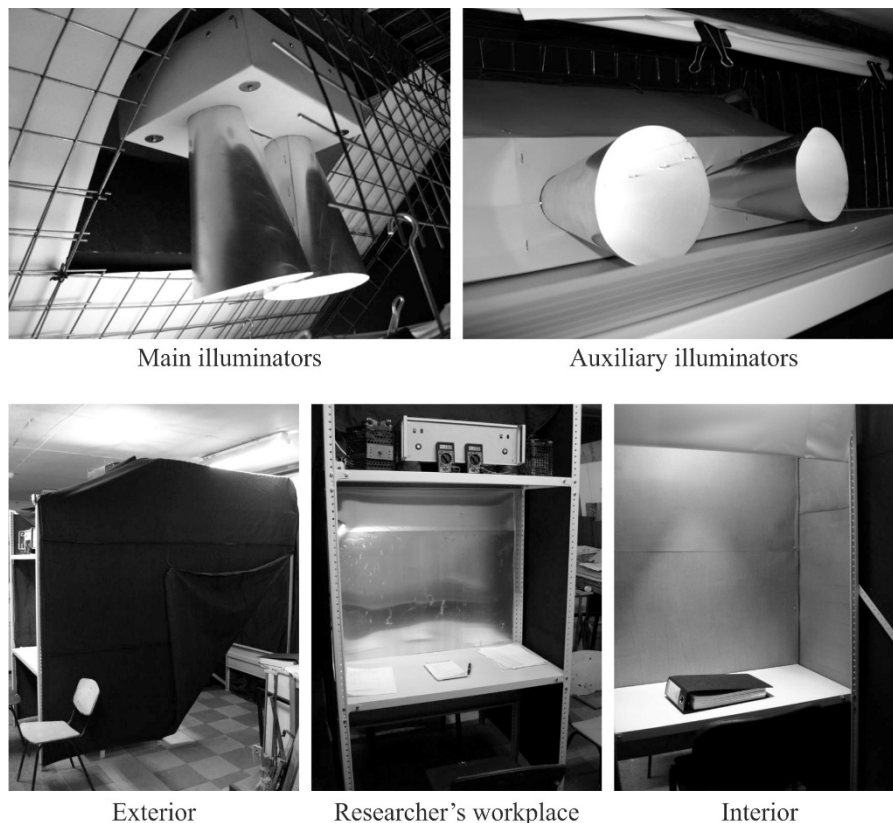 Main illuminators
Auxiliary illuminators
Exterior
Researcher's workplace
Interior